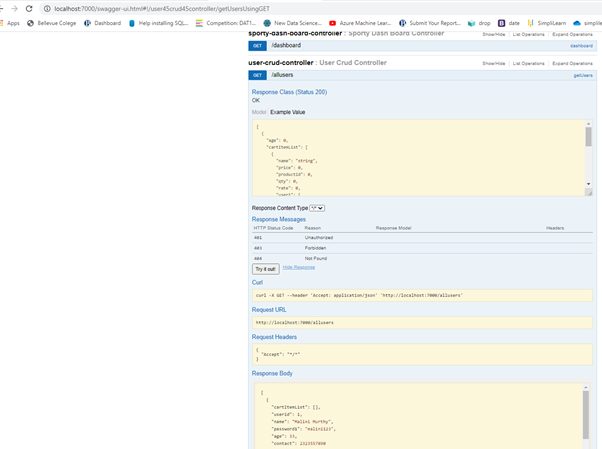 localhost:7000/swagger-ui.html#/user45crud45controller/getUsersUsingGET
Apps Bellevue College Dashboard Help installing SQL... Competition: DAT1... New Data Science... Azure Machine Lear... Submit Your Report... drop date SimpliLearn
sporty-dash-board-controller : Sporty Dash Board Controller Show/Hide List Operations Expand Operations
GET /dashboard dashboard
user-crud-controller : User Crud Controller Show/Hide List Operations Expand Operations
GET /allusers getUsers
Response Class (Status 200)
OK
Model Example Value
[
{
"age": 0,
"cartitemList": [
{
"name": "string",
"price": 0,
"productid": 0,
"qty": 0,
"rate": 0,
"user": {
Response Content Type */*
Response Messages
HTTP Status Code Reason Response Model Headers
401 Unauthorized
403 Forbidden
404 Not Found
Try it out! Hide Response
Curl
curl -X GET --header 'Accept: application/json' 'http://localhost:7000/allusers'
Request URL
http://localhost:7000/allusers
Request Headers
{
"Accept": "*/*"
}
Response Body
[
{
"cartitemList": [],
"userid": 1,
"name": "Malini Murthy",
"password": "malini123",
"age": 33,
"contact":